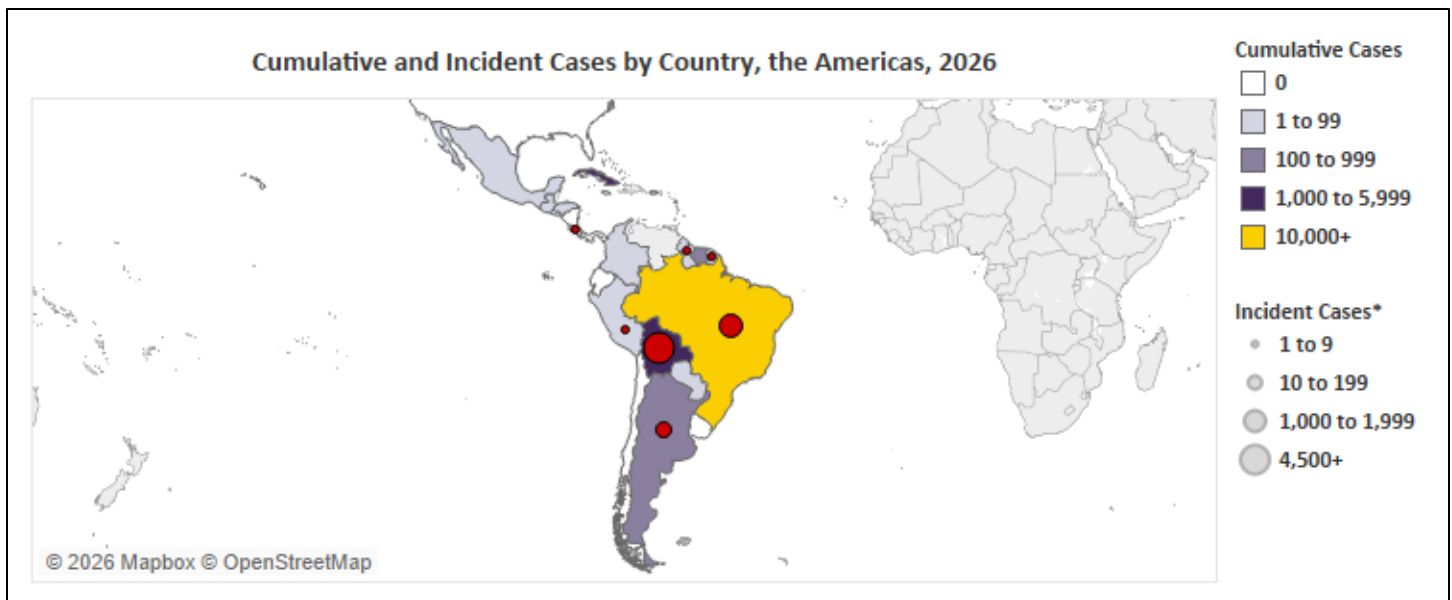 Cumulative and Incident Cases by Country, the Americas, 2026
Cumulative Cases
0
1 to 99
100 to 999
1,000 to 5,999
10,000+
Incident Cases*
1 to 9
10 to 199
1,000 to 1,999
4,500+
© 2026 Mapbox © OpenStreetMap